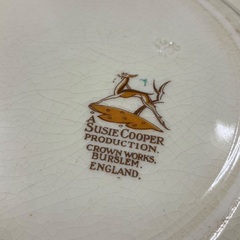 A
SUSIE COOPER
PRODUCTION.
CROWN WORKS,
BURSLEM.
ENGLAND.